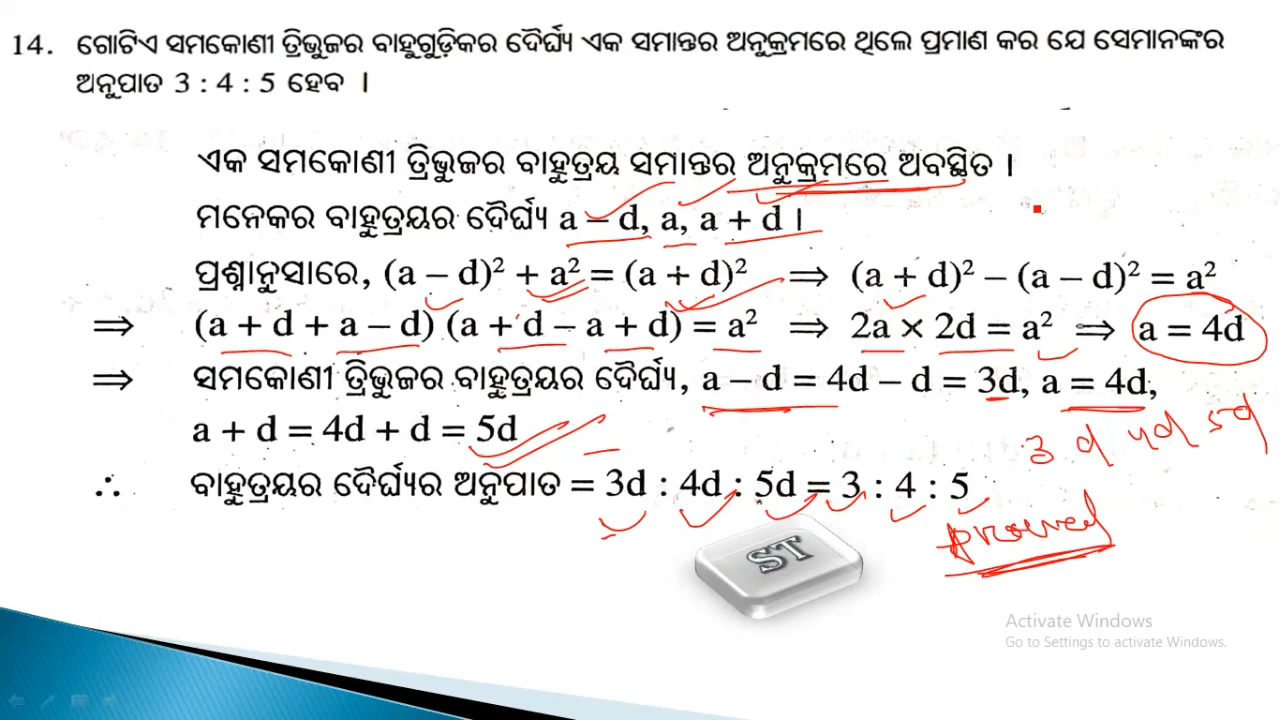 14. ଗୋଟିଏ ସମକୋଣୀ ତ୍ରିଭୁଜର ବାହୁଗୁଡ଼ିକର ଦୈର୍ଘ୍ୟ ଏକ ସମାନ୍ତର ଅନୁକ୍ରମରେ ଥିଲେ ପ୍ରମାଣ କର ଯେ ସେମାନଙ୍କର
ଅନୁପାତ 3 : 4 : 5 ହେବ ।
ଏକ ସମକୋଣୀ ତ୍ରିଭୁଜର ବାହୁତ୍ରୟ ସମାନ୍ତର ଅନୁକ୍ରମରେ ଅବସ୍ଥିତ ।
ମନେକର ବାହୁତ୍ରୟର ଦୈର୍ଘ୍ୟ a – d, a, a + d ।
ପ୍ରଶ୍ନାନୁସାରେ, (a – d)² + a² = (a + d)² ⇒ (a + d)² – (a – d)² = a²
⇒ (a + d + a – d) (a + d – a + d) = a² ⇒ 2a × 2d = a² ⇒ a = 4d
⇒ ସମକୋଣୀ ତ୍ରିଭୁଜର ବାହୁତ୍ରୟର ଦୈର୍ଘ୍ୟ, a – d = 4d – d = 3d, a = 4d,
a + d = 4d + d = 5d
3d 4d 5d
∴ ବାହୁତ୍ରୟର ଦୈର୍ଘ୍ୟର ଅନୁପାତ = 3d : 4d : 5d = 3 : 4 : 5
proved
ST
Activate Windows
Go to Settings to activate Windows.